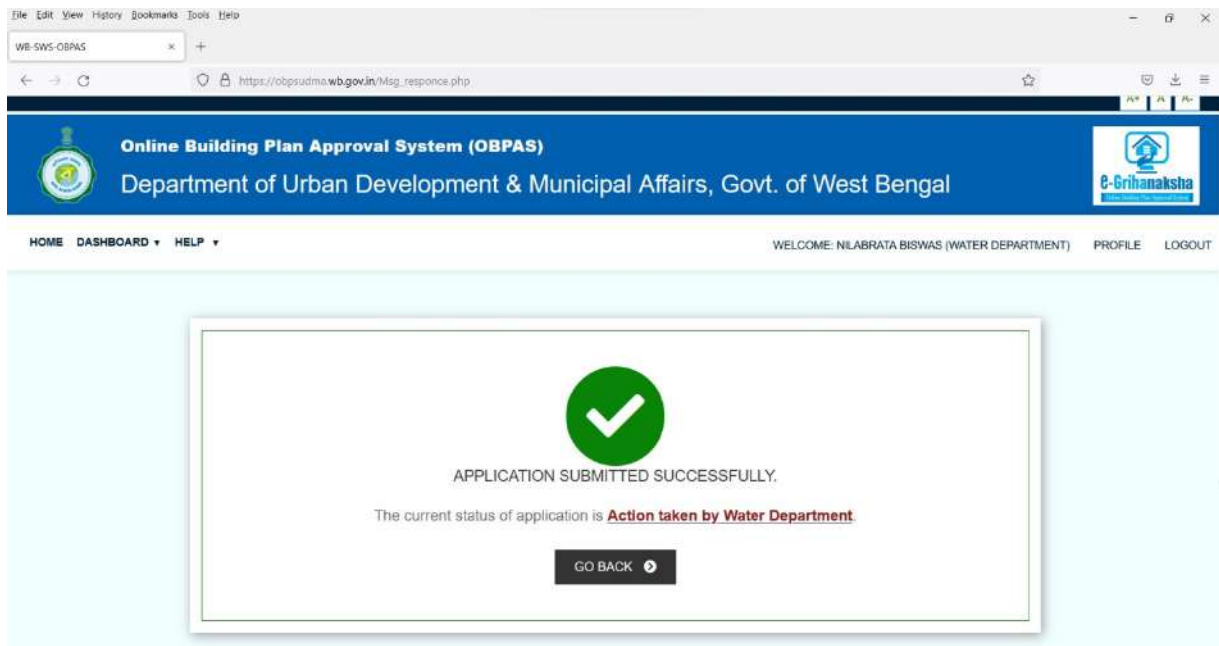 File Edit View History Bookmarks Tools Help
WB-SWS-OBPAS
https://obpsudma.wb.gov.in/Msg_responce.php
A+ A A-
Online Building Plan Approval System (OBPAS)
Department of Urban Development & Municipal Affairs, Govt. of West Bengal
e-Grihanaksha
HOME DASHBOARD HELP WELCOME: NILABRATA BISWAS (WATER DEPARTMENT) PROFILE LOGOUT
APPLICATION SUBMITTED SUCCESSFULLY.
The current status of application is Action taken by Water Department.
GO BACK